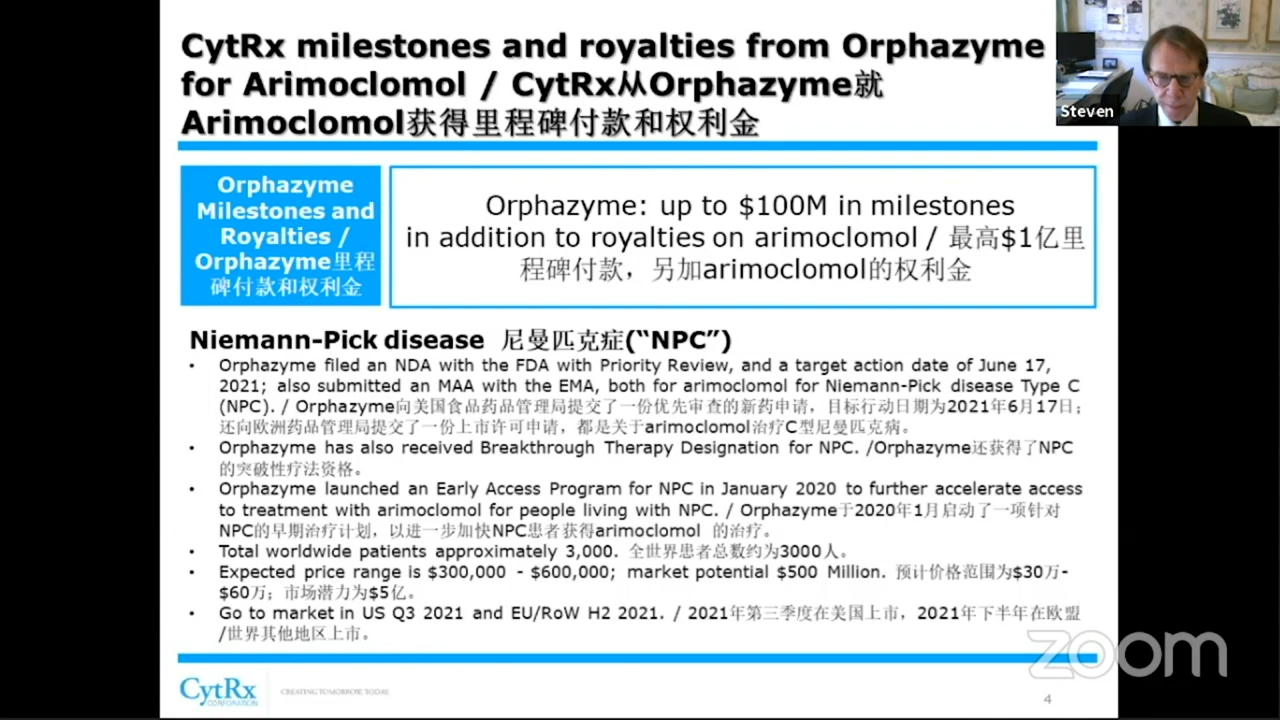 CytRx milestones and royalties from Orphazyme
for Arimoclomol / CytRx从Orphazyme就
Arimoclomol获得里程碑付款和权利金
Steven
Orphazyme
Milestones and
Royalties /
Orphazyme里程
碑付款和权利金
Orphazyme: up to $100M in milestones
in addition to royalties on arimoclomol / 最高$1亿里
程碑付款，另加arimoclomol的权利金
Niemann-Pick disease 尼曼匹克症(“NPC”)
• Orphazyme filed an NDA with the FDA with Priority Review, and a target action date of June 17,
2021; also submitted an MAA with the EMA, both for arimoclomol for Niemann-Pick disease Type C
(NPC). / Orphazyme向美国食品药品管理局提交了一份优先审查的新药申请，目标行动日期为2021年6月17日；
还向欧洲药品管理局提交了一份上市许可申请，都是关于arimoclomol治疗C型尼曼匹克病。
• Orphazyme has also received Breakthrough Therapy Designation for NPC. /Orphazyme还获得了NPC
的突破性疗法资格。
• Orphazyme launched an Early Access Program for NPC in January 2020 to further accelerate access
to treatment with arimoclomol for people living with NPC. / Orphazyme于2020年1月启动了一项针对
NPC的早期治疗计划，以进一步加快NPC患者获得arimoclomol 的治疗。
• Total worldwide patients approximately 3,000. 全世界患者总数约为3000人。
• Expected price range is $300,000 - $600,000; market potential $500 Million. 预计价格范围为$30万-
$60万；市场潜力为$5亿。
• Go to market in US Q3 2021 and EU/RoW H2 2021. / 2021年第三季度在美国上市，2021年下半年在欧盟
/世界其他地区上市。
zoom
CytRx
CORPORATION
CREATING TOMORROW, TODAY
4